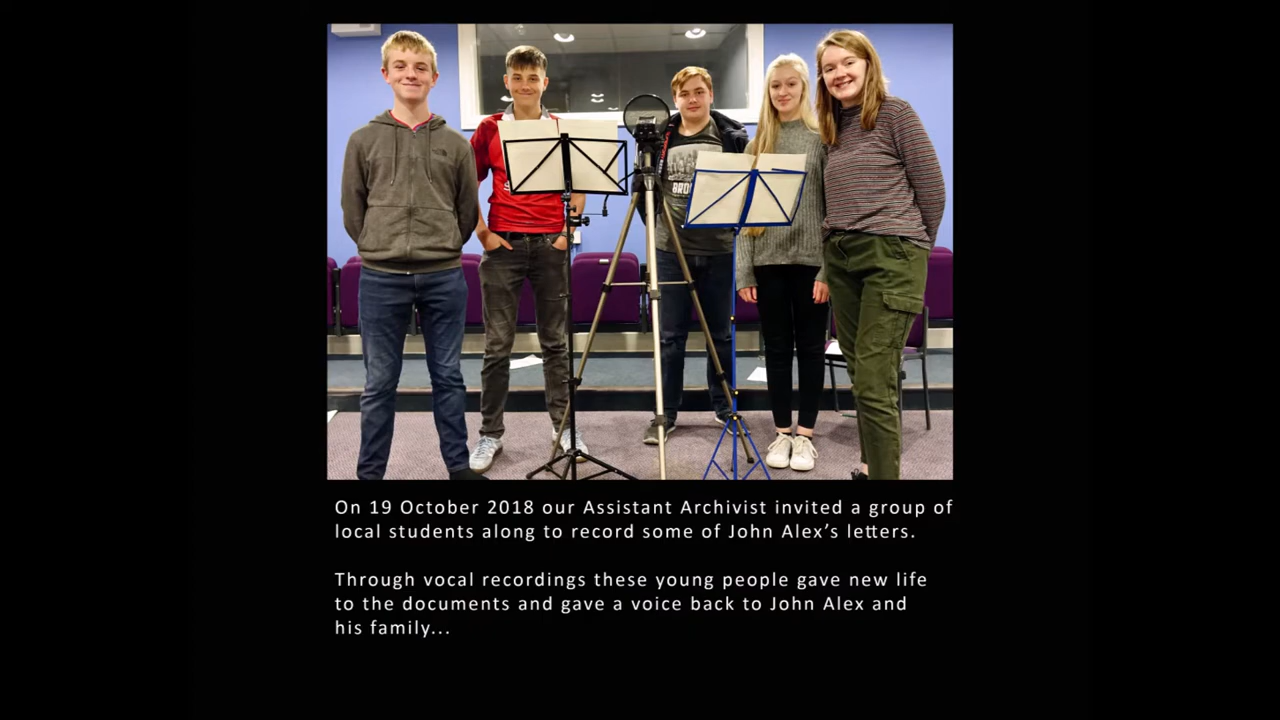 BRO
On 19 October 2018 our Assistant Archivist invited a group of
local students along to record some of John Alex's letters.
Through vocal recordings these young people gave new life
to the documents and gave a voice back to John Alex and
his family...